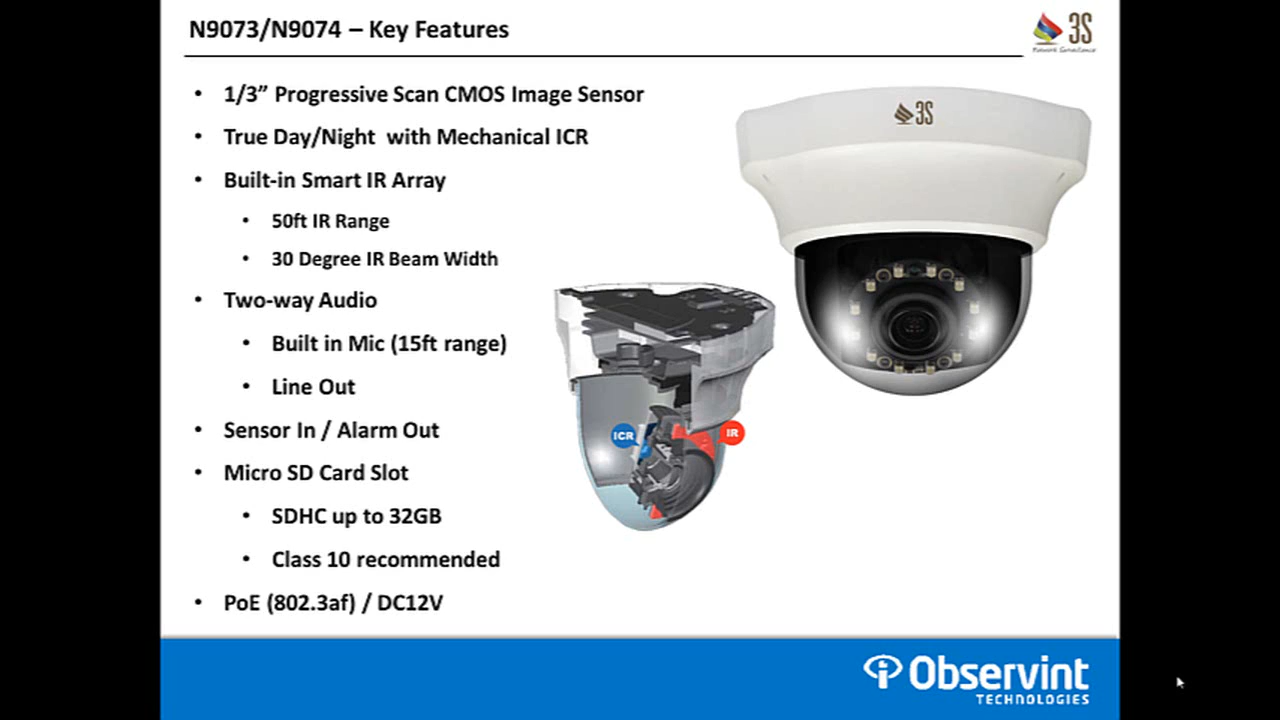 N9073/N9074 – Key Features
3S
Network Surveillance
• 1/3” Progressive Scan CMOS Image Sensor
• True Day/Night with Mechanical ICR
• Built-in Smart IR Array
• 50ft IR Range
• 30 Degree IR Beam Width
• Two-way Audio
• Built in Mic (15ft range)
• Line Out
• Sensor In / Alarm Out
• Micro SD Card Slot
• SDHC up to 32GB
• Class 10 recommended
• PoE (802.3af) / DC12V
3S
ICR
IR
Observint
TECHNOLOGIES